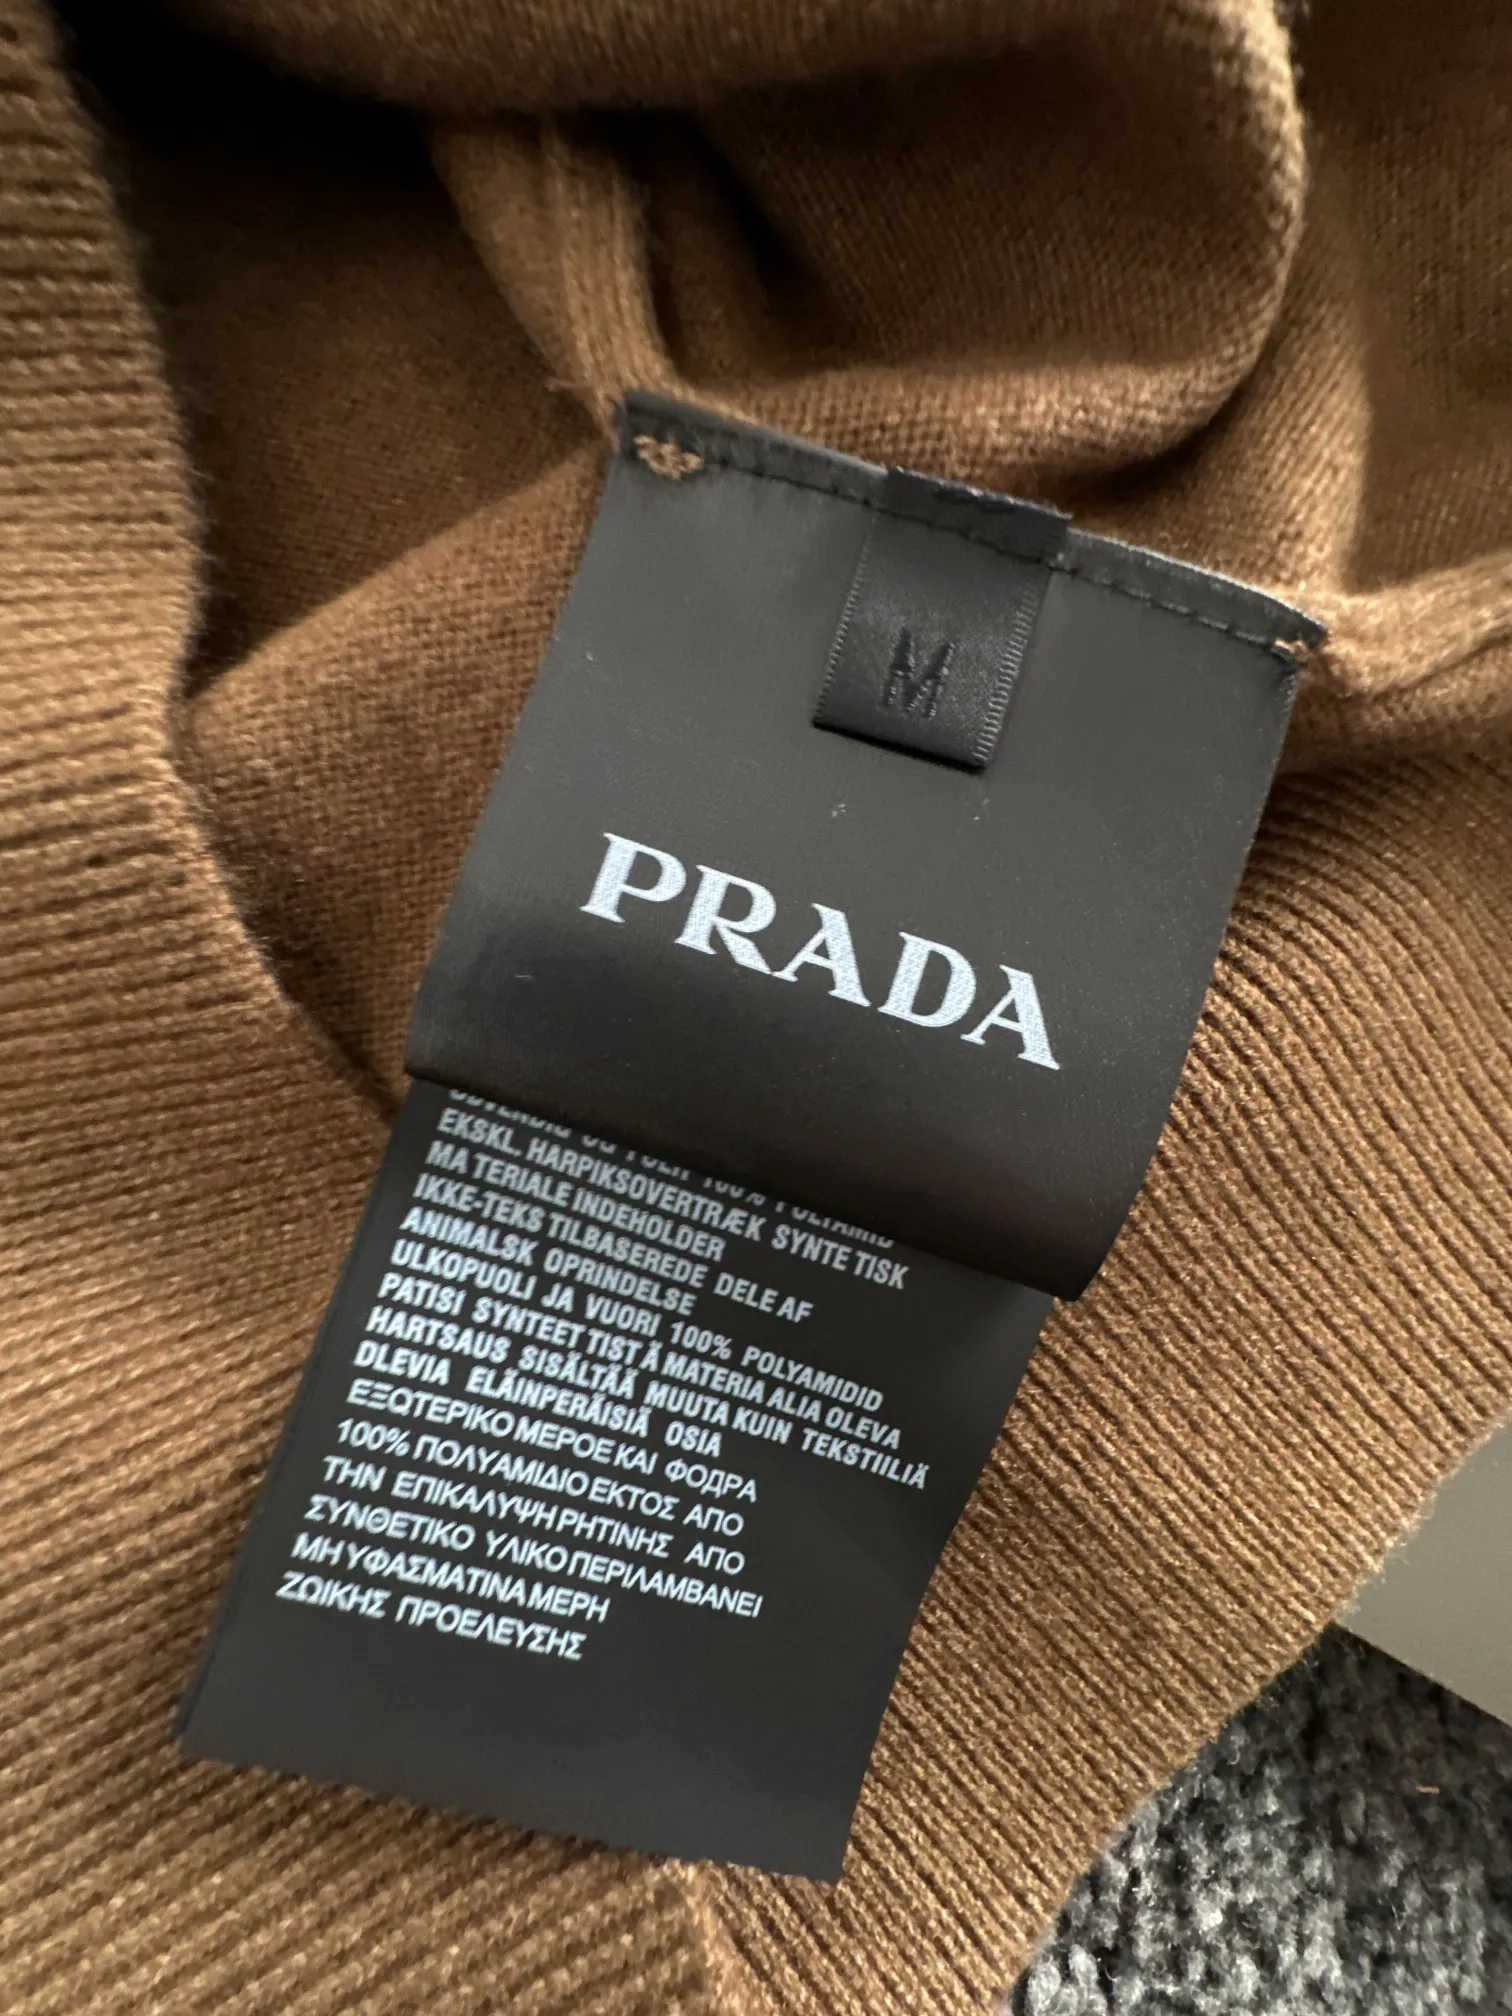 M
PRADA
100% POLYAMID
EKSKL. HARPIKSOVERTRÆK SYNTE TISK
MA TERIALE INDEHOLDER
IKKE-TEKS TILBASEREDE DELE AF
ANIMALSK OPRINDELSE
ULKOPUOLI JA VUORI 100% POLYAMIDID
PATISI SYNTEET TIST Ä MATERIA ALIA OLEVA
HARTSAUS SISÄLTÄÄ MUUTA KUIN TEKSTIILIÄ
DLEVIA ELÄINPERÄISIÄ OSIA
ΕΞΩΤΕΡΙΚΟ ΜΕΡΟΕ ΚΑΙ ΦΟΔΡΑ
100% ΠΟΛΥΑΜΙΔΙΟ ΕΚΤΟΣ ΑΠΟ
ΤΗΝ ΕΠΙΚΑΛΥΨΗ ΡΗΤΙΝΗΣ ΑΠΟ
ΣΥΝΘΕΤΙΚΟ ΥΛΙΚΟ ΠΕΡΙΛΑΜΒΑΝΕΙ
ΜΗ ΥΦΑΣΜΑΤΙΝΑ ΜΕΡΗ
ΖΩΙΚΗΣ ΠΡΟΕΛΕΥΣΗΣ